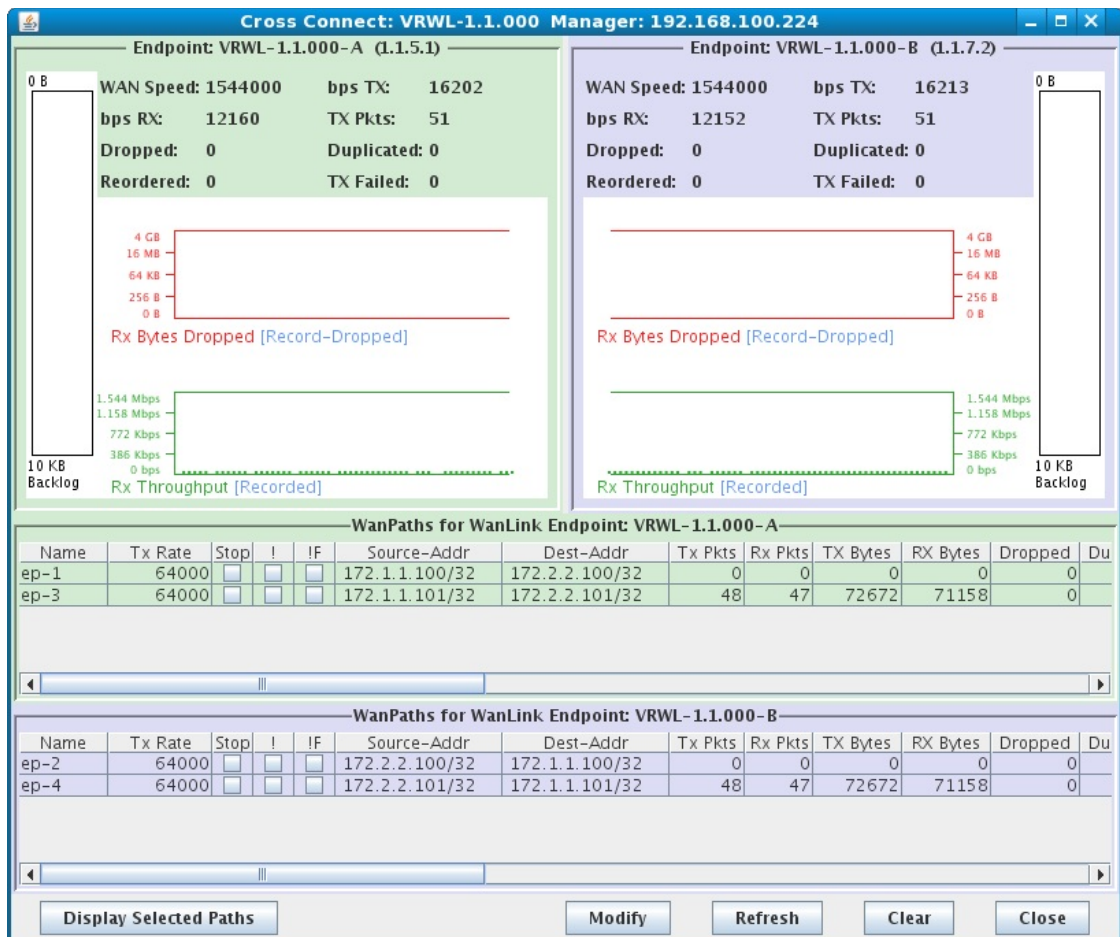 Cross Connect: VRWL-1.1.000 Manager: 192.168.100.224
Endpoint: VRWL-1.1.000-A (1.1.5.1)
0 B
WAN Speed: 1544000 bps TX: 16202
bps RX: 12160 TX Pkts: 51
Dropped: 0 Duplicated: 0
Reordered: 0 TX Failed: 0
4 GB
16 MB
64 KB
256 B
0 B
Rx Bytes Dropped [Record-Dropped]
1.544 Mbps
1.158 Mbps
772 Kbps
386 Kbps
0 bps
Rx Throughput [Recorded]
10 KB
Backlog
Endpoint: VRWL-1.1.000-B (1.1.7.2)
WAN Speed: 1544000 bps TX: 16213
bps RX: 12152 TX Pkts: 51
Dropped: 0 Duplicated: 0
Reordered: 0 TX Failed: 0
0 B
4 GB
16 MB
64 KB
256 B
0 B
Rx Bytes Dropped [Record-Dropped]
1.544 Mbps
1.158 Mbps
772 Kbps
386 Kbps
0 bps
Rx Throughput [Recorded]
10 KB
Backlog
WanPaths for WanLink Endpoint: VRWL-1.1.000-A
Name Tx Rate Stop ! !F Source-Addr Dest-Addr Tx Pkts Rx Pkts TX Bytes RX Bytes Dropped Du
ep-1 64000 172.1.1.100/32 172.2.2.100/32 0 0 0 0 0
ep-3 64000 172.1.1.101/32 172.2.2.101/32 48 47 72672 71158 0
WanPaths for WanLink Endpoint: VRWL-1.1.000-B
Name Tx Rate Stop ! !F Source-Addr Dest-Addr Tx Pkts Rx Pkts TX Bytes RX Bytes Dropped Du
ep-2 64000 172.2.2.100/32 172.1.1.100/32 0 0 0 0 0
ep-4 64000 172.2.2.101/32 172.1.1.101/32 48 47 72672 71158 0
Display Selected Paths Modify Refresh Clear Close